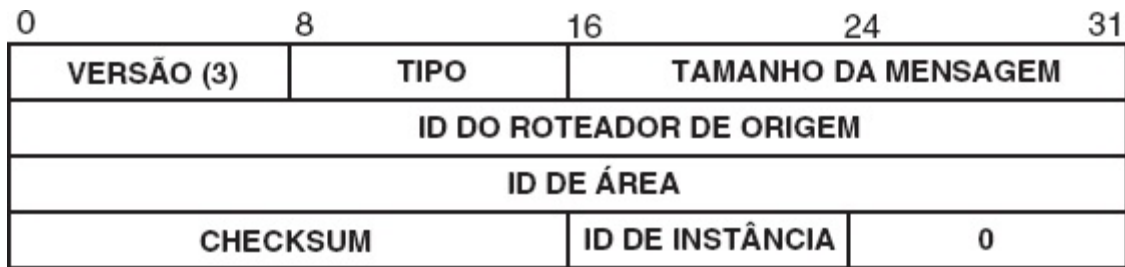 0 8 16 24 31
VERSÃO (3) TIPO TAMANHO DA MENSAGEM
ID DO ROTEADOR DE ORIGEM
ID DE ÁREA
CHECKSUM ID DE INSTÂNCIA 0